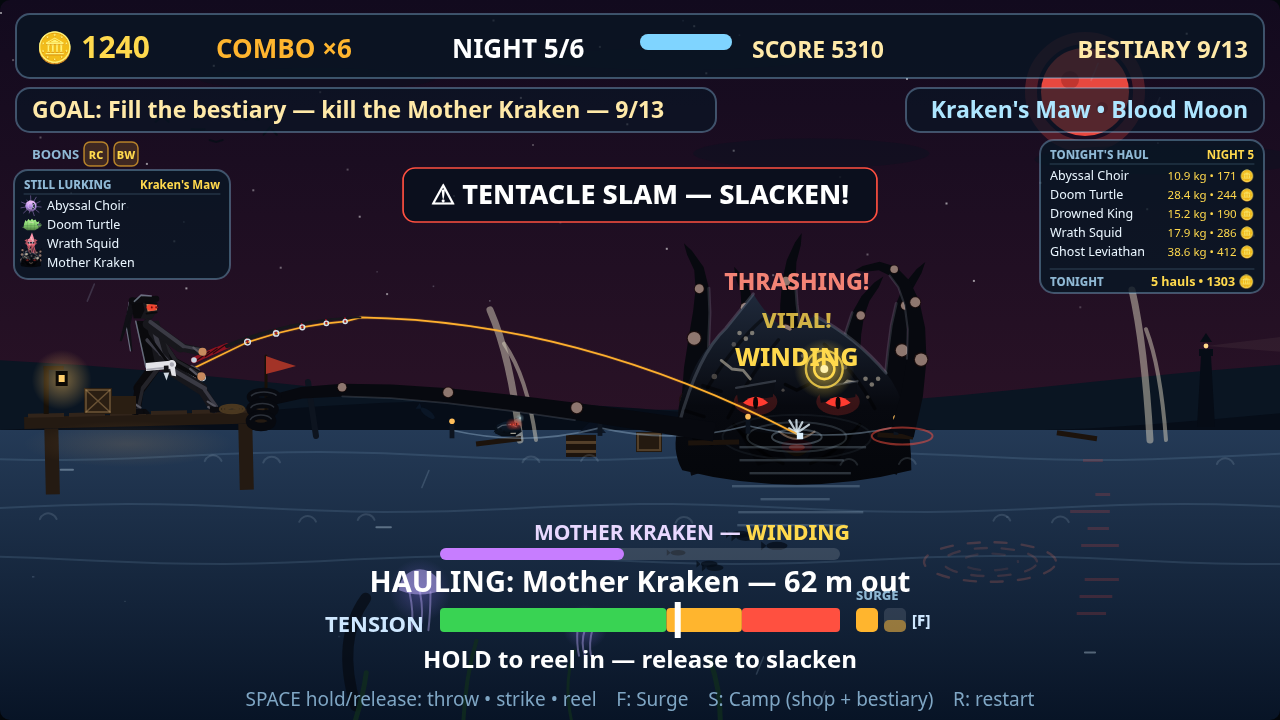 🪙 1240 COMBO ×6 NIGHT 5/6 SCORE 5310 BESTIARY 9/13
GOAL: Fill the bestiary — kill the Mother Kraken — 9/13
Kraken's Maw • Blood Moon
BOONS RC BW
STILL LURKING Kraken's Maw
Abyssal Choir
Doom Turtle
Wrath Squid
Mother Kraken
⚠ TENTACLE SLAM — SLACKEN!
TONIGHT'S HAUL NIGHT 5
Abyssal Choir 10.9 kg • 171 🪙
Doom Turtle 28.4 kg • 244 🪙
Drowned King 15.2 kg • 190 🪙
Wrath Squid 17.9 kg • 286 🪙
Ghost Leviathan 38.6 kg • 412 🪙
TONIGHT 5 hauls • 1303 🪙
THRASHING!
VITAL!
WINDING
MOTHER KRAKEN — WINDING
HAULING: Mother Kraken — 62 m out
SURGE
TENSION [F]
HOLD to reel in — release to slacken
SPACE hold/release: throw • strike • reel F: Surge S: Camp (shop + bestiary) R: restart